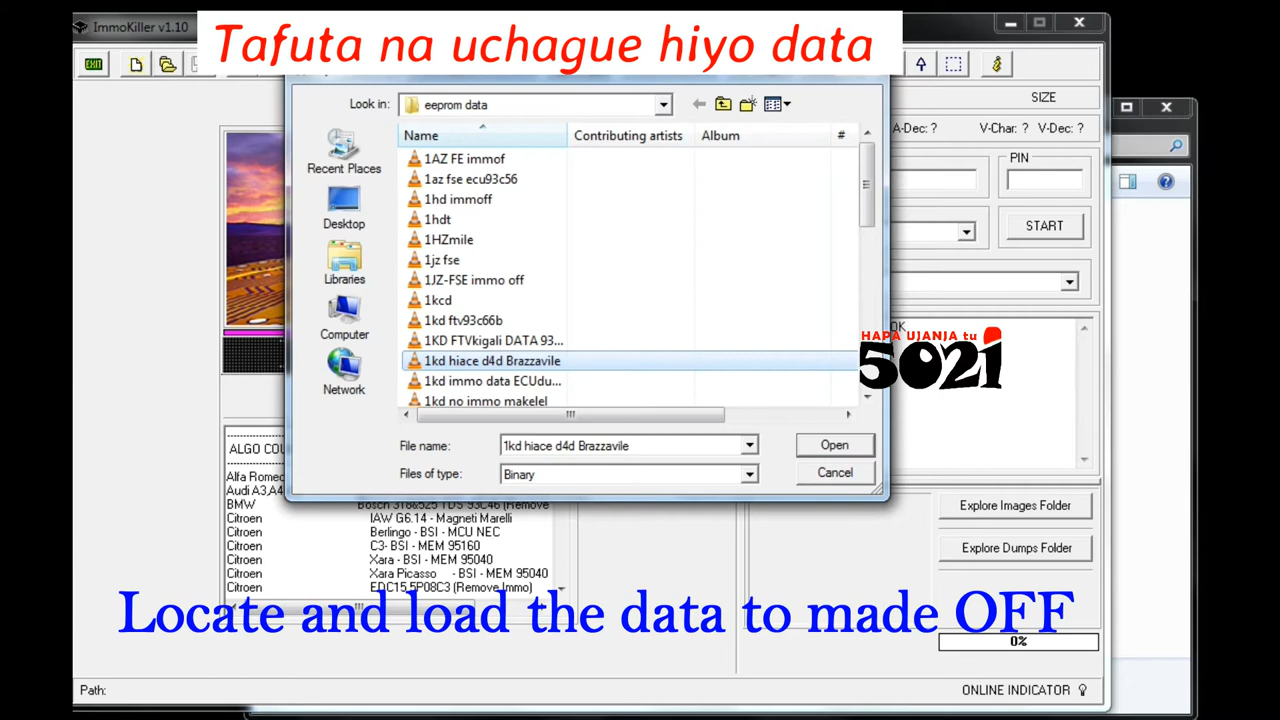 ImmoKiller v1.10
Tafuta na uchague hiyo data
EXIT
SIZE
Look in:
eeprom data
A-Dec: ?
V-Char: ?
V-Dec: ?
Name
Contributing artists
Album
#
PIN
Recent Places
Desktop
Libraries
Computer
Network
1AZ FE immof
1az fse ecu93c56
1hd immoff
1hdt
1HZmile
1jz fse
1JZ-FSE immo off
1kcd
1kd ftv93c66b
1KD FTVkigali DATA 93...
1kd hiace d4d Brazzavile
1kd immo data ECUdu...
1kd no immo makelel
START
OK
HAPA UJANJA tu
5021
File name:
1kd hiace d4d Brazzavile
Open
Files of type:
Binary
Cancel
ALGO COU
Alfa Romeo
Audi A3,A4
BMW Bosch 318&525 TDS 93C46 (Remove
Citroen IAW G6.14 - Magneti Marelli
Citroen Berlingo - BSI - MCU NEC
Citroen C3- BSI - MEM 95160
Citroen Xara - BSI - MEM 95040
Citroen Xara Picasso - BSI - MEM 95040
Citroen EDC15.5P08C3 (Remove Immo)
Explore Images Folder
Explore Dumps Folder
Locate and load the data to made OFF
0%
Path:
ONLINE INDICATOR